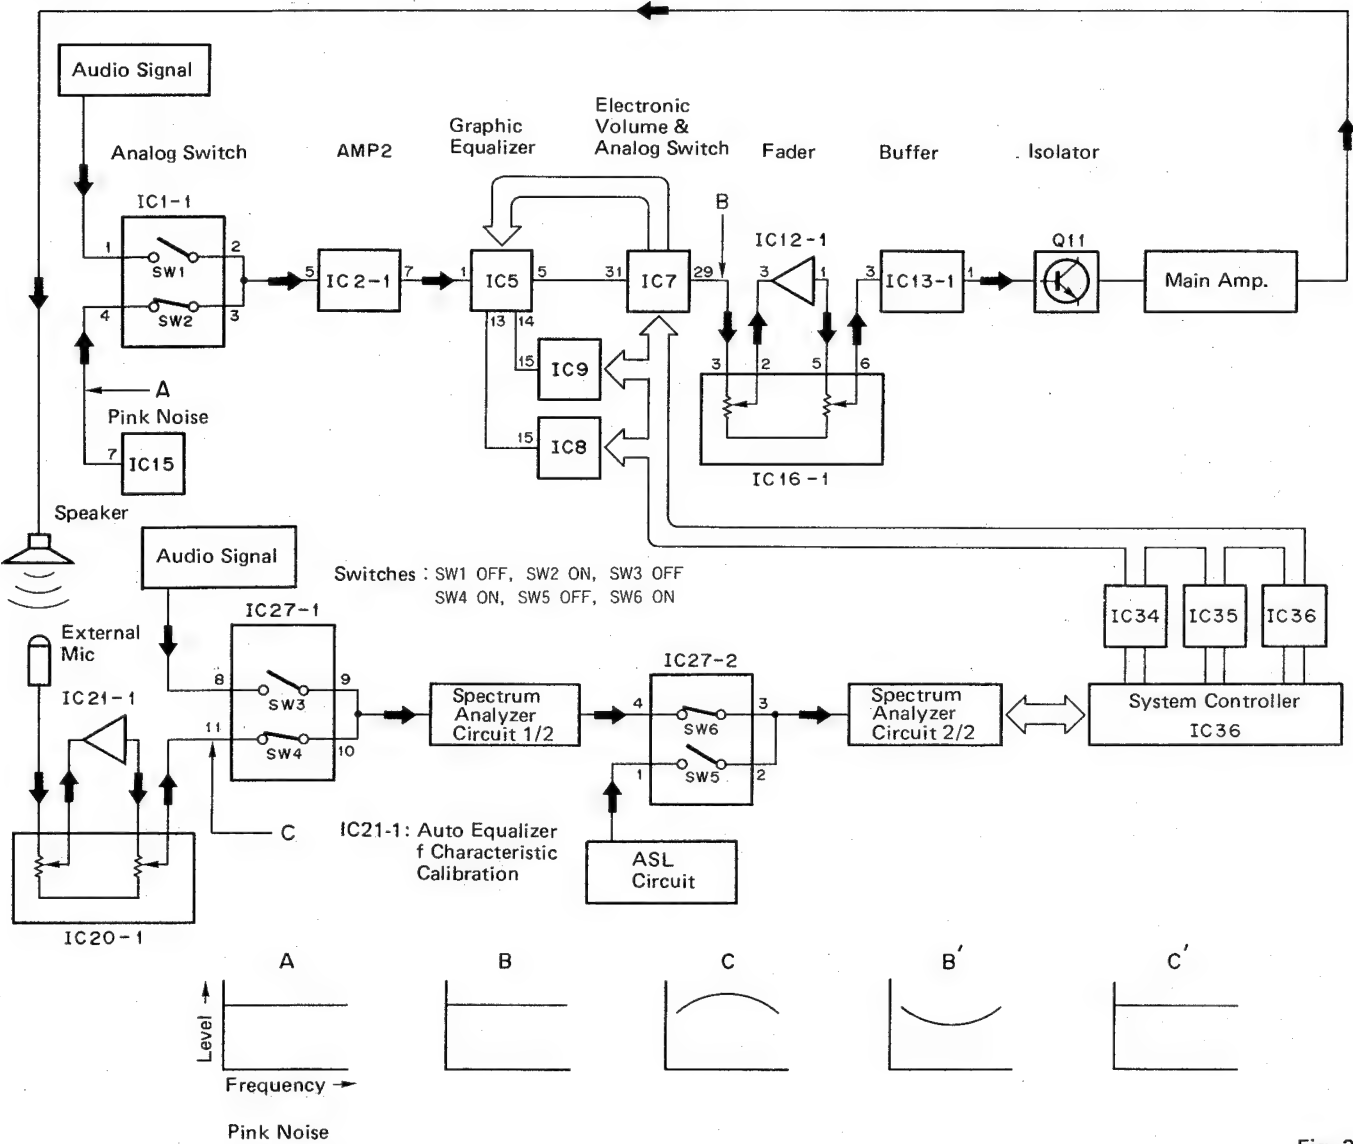 Audio Signal
Electronic
Volume &
Analog Switch
Graphic
Equalizer
Analog Switch
AMP2
Fader
Buffer
. Isolator
IC1-1
B
1
2
SW1
4
3
SW2
5
IC2-1
7
1
IC5
5
31
IC7
29
IC12-1
3
1
3
IC13-1
1
Q11
Main Amp.
13
14
15
IC9
15
IC8
3
2
5
6
IC16-1
A
Pink Noise
7
IC15
Speaker
Audio Signal
Switches : SW1 OFF, SW2 ON, SW3 OFF
SW4 ON, SW5 OFF, SW6 ON
IC34
IC35
IC36
External
Mic
IC27-1
8
9
SW3
11
10
SW4
IC21-1
C
Spectrum
Analyzer
Circuit 1/2
IC27-2
4
3
SW6
1
2
SW5
Spectrum
Analyzer
Circuit 2/2
System Controller
IC36
IC21-1: Auto Equalizer
f Characteristic
Calibration
ASL
Circuit
IC20-1
A
B
C
B'
C'
Level
Frequency
Pink Noise